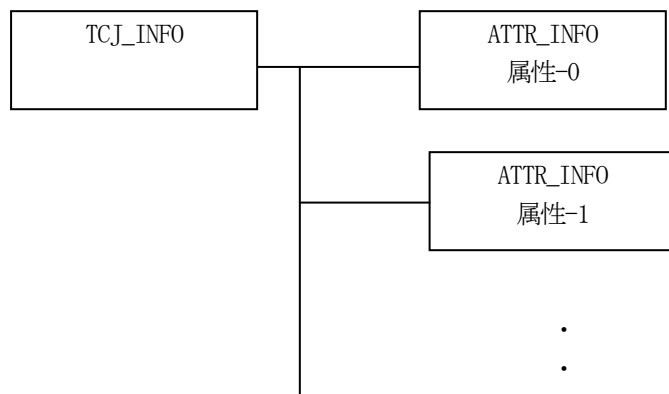 TCJ_INFO
ATTR_INFO
属性-0
ATTR_INFO
属性-1
.
.